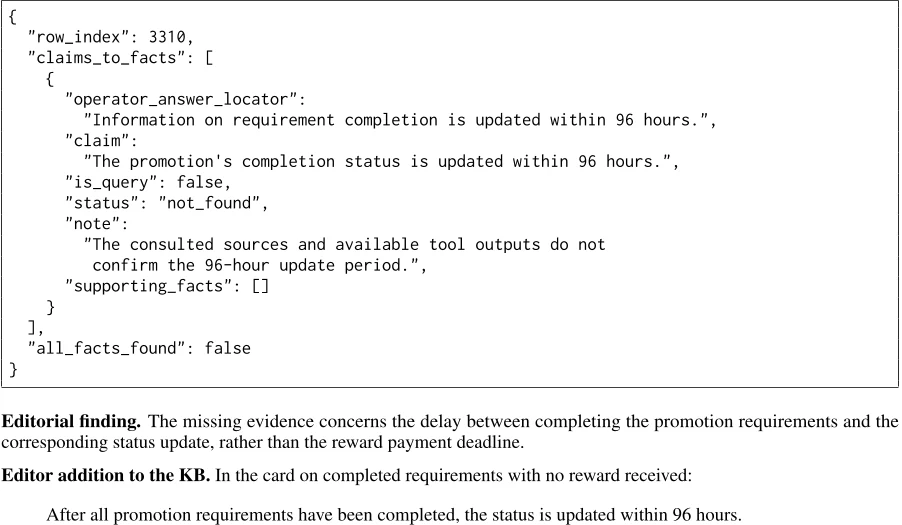 {
"row_index": 3310,
"claims_to_facts": [
{
"operator_answer_locator":
"Information on requirement completion is updated within 96 hours.",
"claim":
"The promotion's completion status is updated within 96 hours.",
"is_query": false,
"status": "not_found",
"note":
"The consulted sources and available tool outputs do not
confirm the 96-hour update period.",
"supporting_facts": []
}
],
"all_facts_found": false
}
Editorial finding. The missing evidence concerns the delay between completing the promotion requirements and the
corresponding status update, rather than the reward payment deadline.
Editor addition to the KB. In the card on completed requirements with no reward received:
After all promotion requirements have been completed, the status is updated within 96 hours.